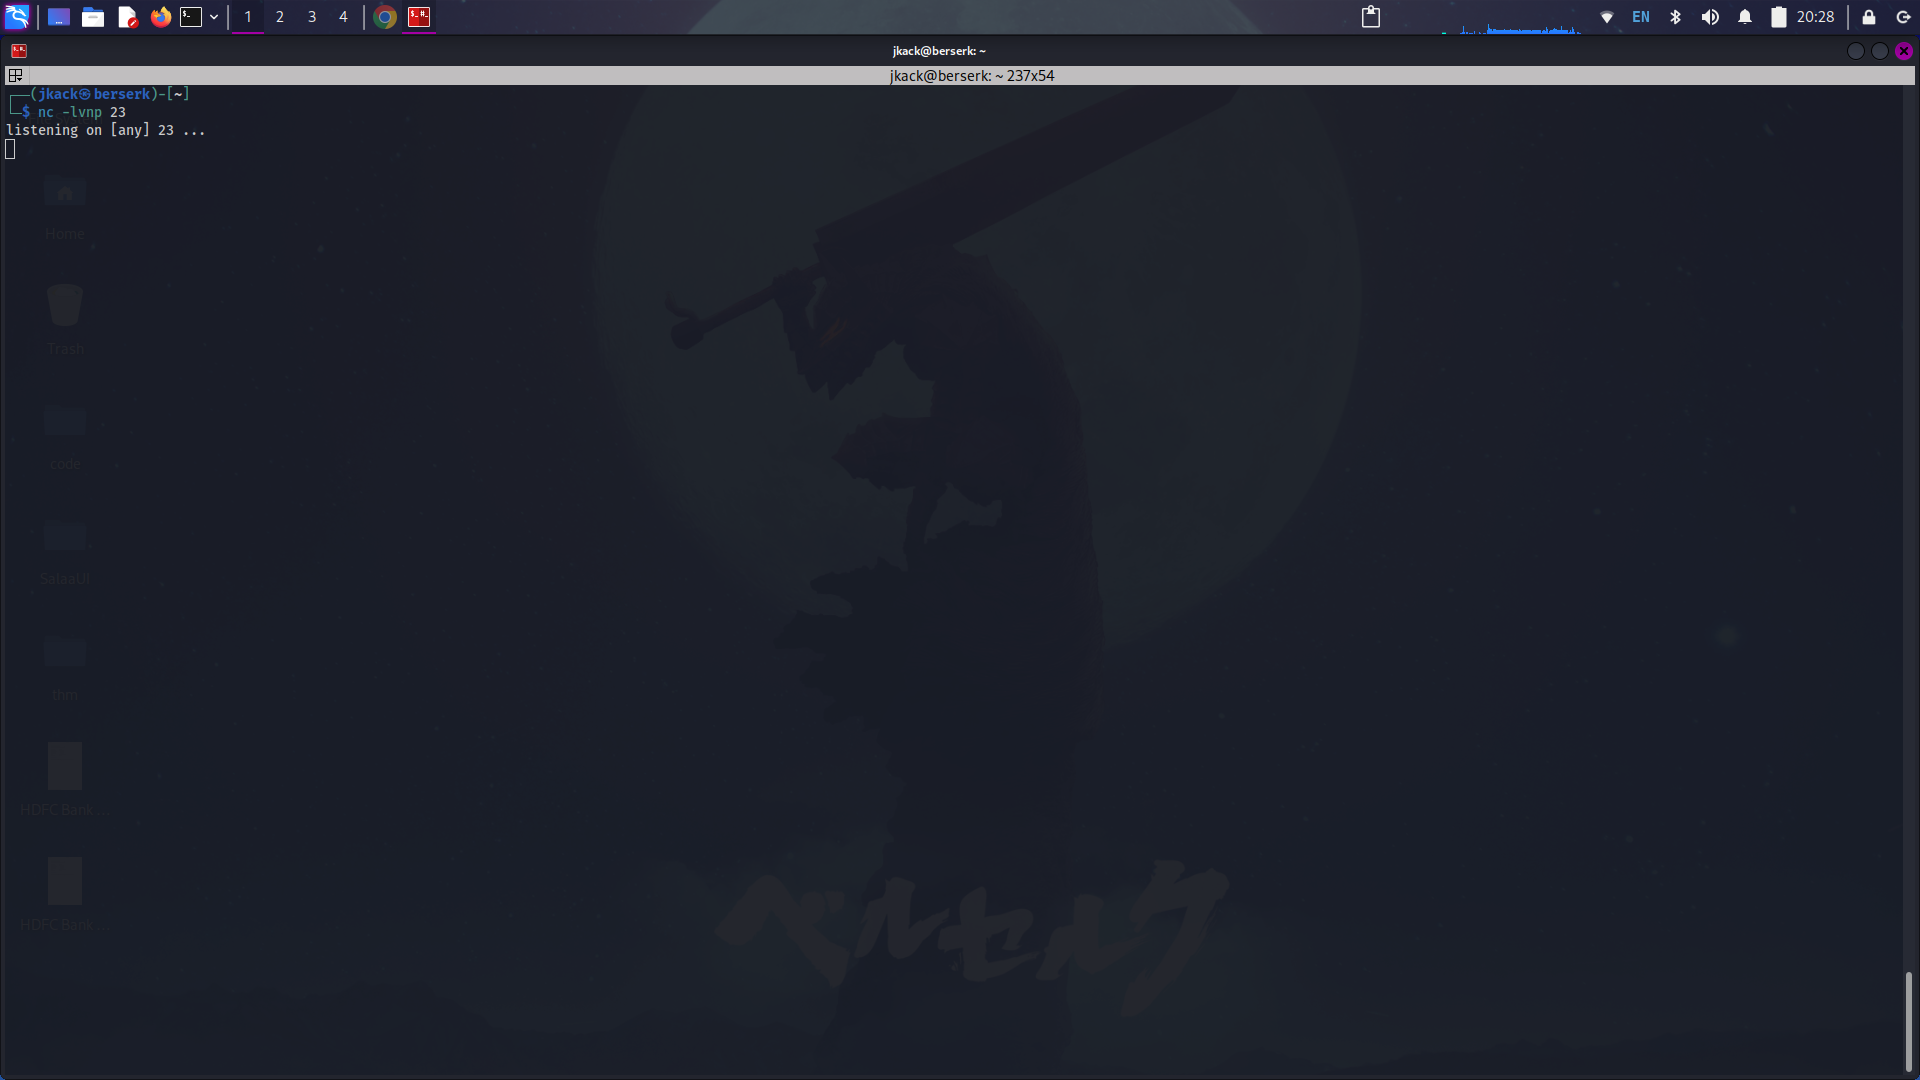 1 2 3 4 EN 20:28
jkack@berserk: ~
jkack@berserk: ~ 237x54
┌──(jkack㉿berserk)-[~]
└─$ nc -lvnp 23
listening on [any] 23 ...
Home
Trash
code
SalaaUI
thm
HDFC Bank ...
HDFC Bank ...
ベルセルク